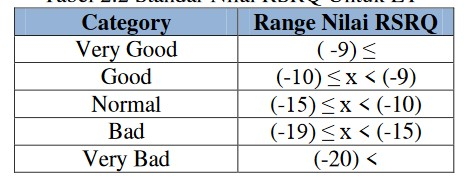 Tabel 2.2 Standar Nilai RSRQ Untuk LT
Category Range Nilai RSRQ
Very Good ( -9) ≤
Good (-10) ≤ x < (-9)
Normal (-15) ≤ x < (-10)
Bad (-19) ≤ x < (-15)
Very Bad (-20) <